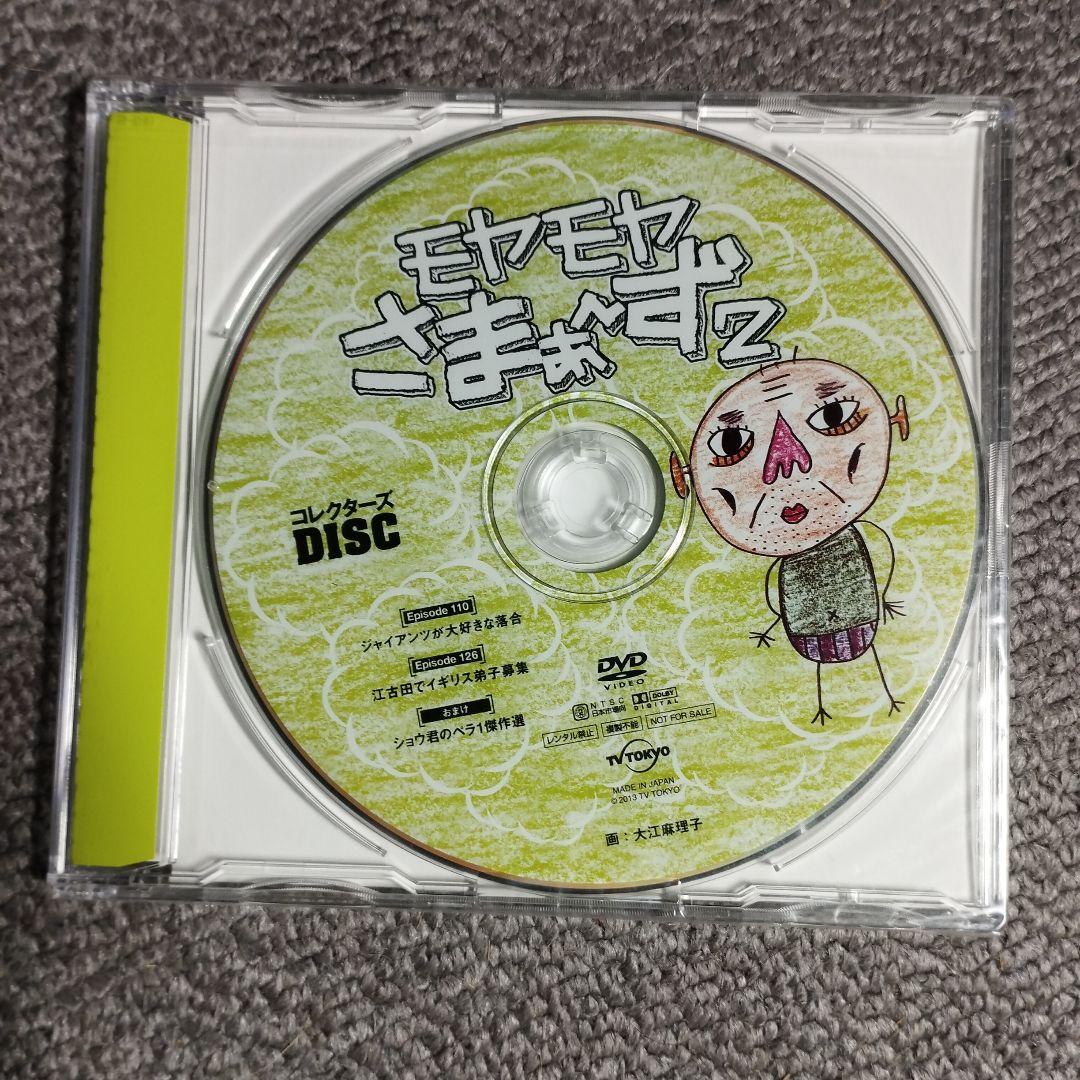 モヤモヤ
さまぁ〜ず2
コレクターズ
DISC
Episode 110
ジャイアンツが大好きな落合
Episode 126
江古田でイギリス弟子募集
おまけ
ショウ君のペラ1傑作選
DVD
VIDEO
NTSC
日本市場向
2
DOLBY
DIGITAL
レンタル禁止
複製不能
NOT FOR SALE
TV TOKYO
MADE IN JAPAN
© 2013 TV TOKYO
画：大江麻理子